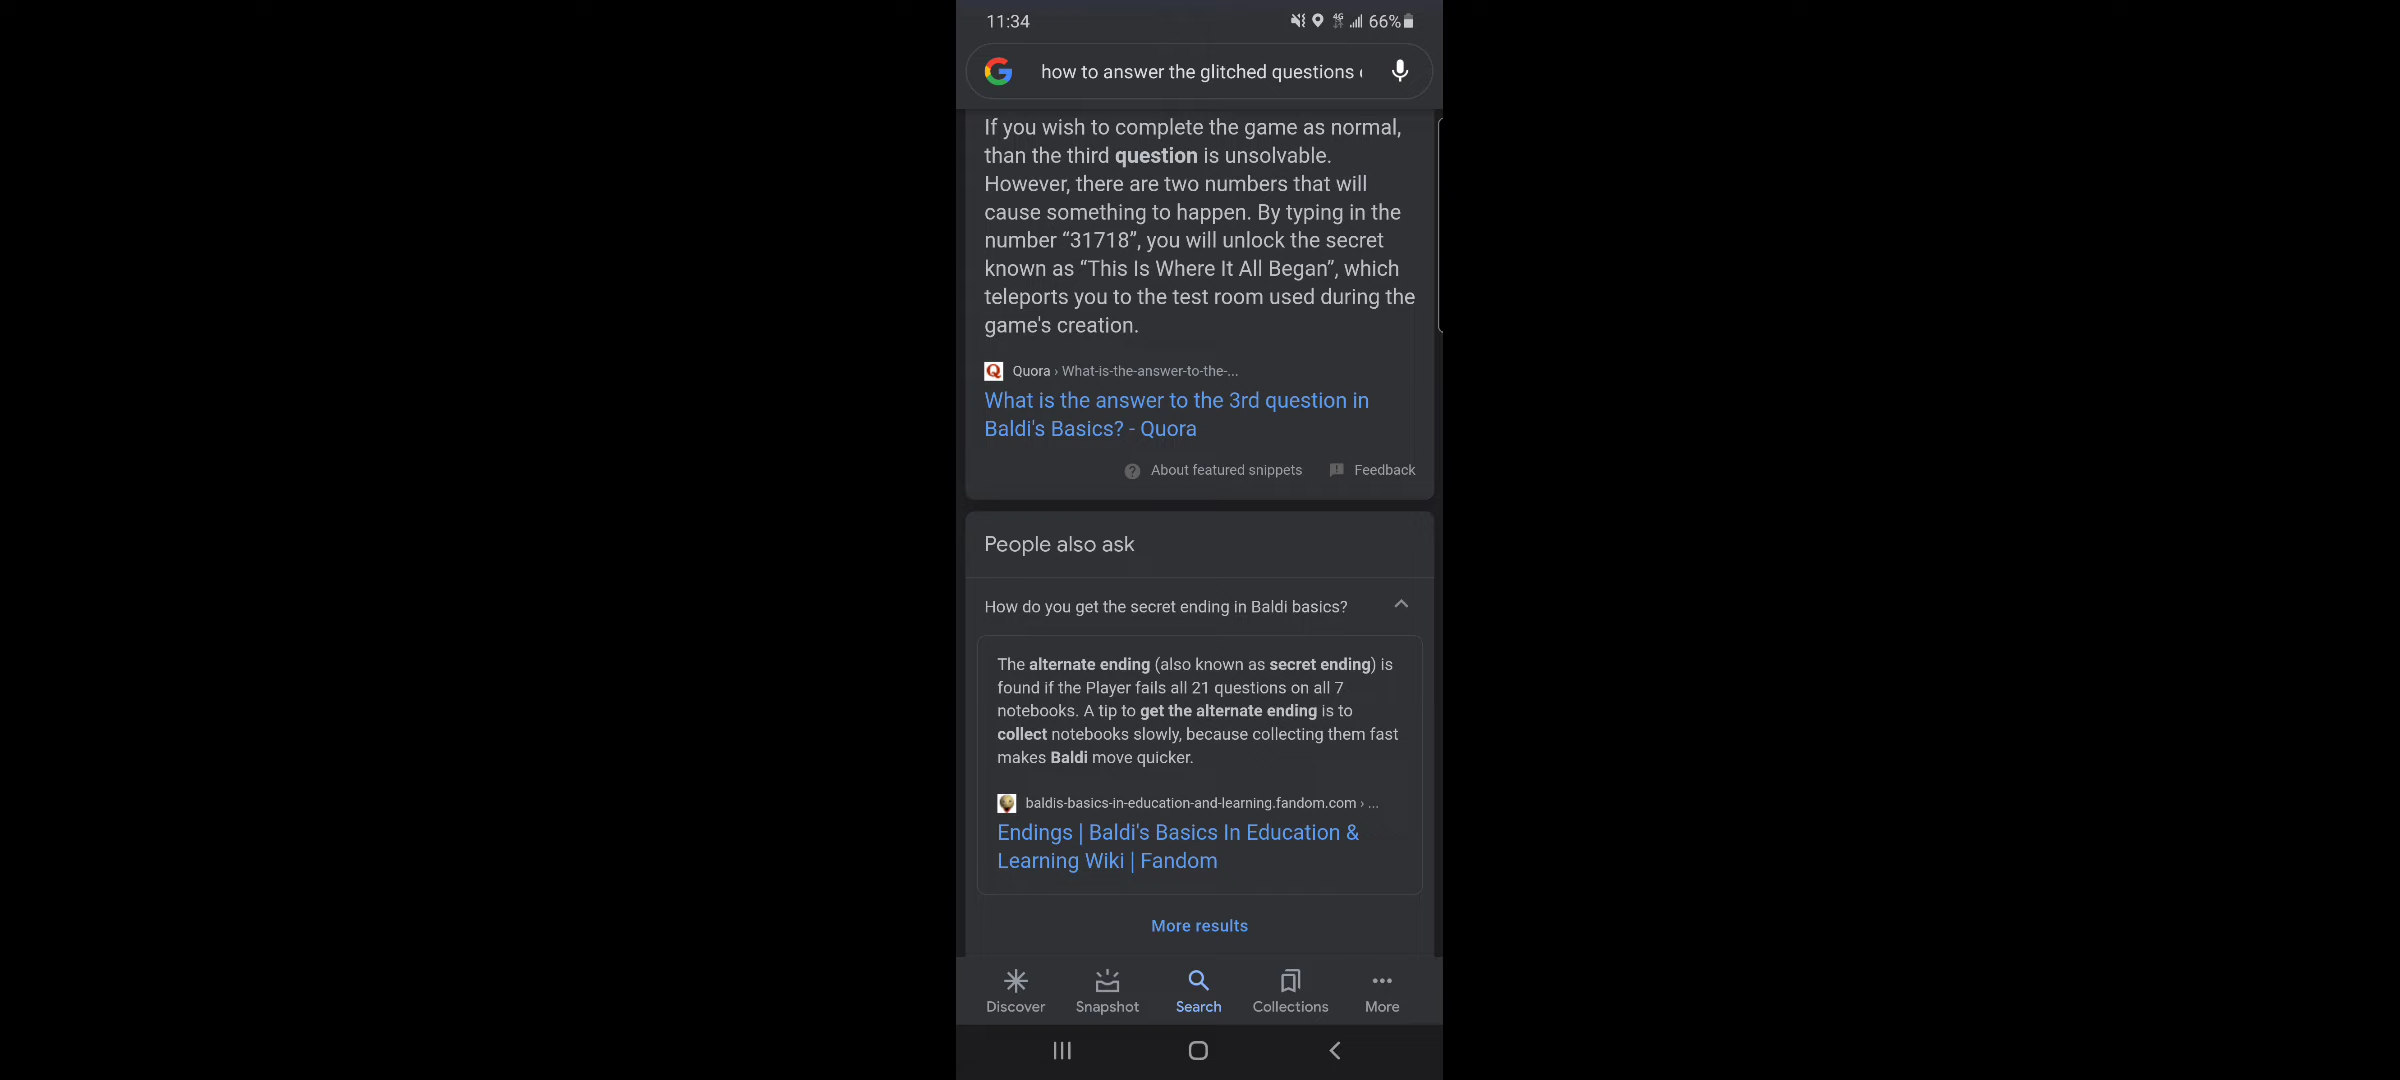 11:34
4G 66%
how to answer the glitched questions
If you wish to complete the game as normal,
than the third question is unsolvable.
However, there are two numbers that will
cause something to happen. By typing in the
number “31718”, you will unlock the secret
known as “This Is Where It All Began”, which
teleports you to the test room used during the
game's creation.
Quora › What-is-the-answer-to-the-...
What is the answer to the 3rd question in
Baldi's Basics? - Quora
About featured snippets Feedback
People also ask
How do you get the secret ending in Baldi basics?
The alternate ending (also known as secret ending) is
found if the Player fails all 21 questions on all 7
notebooks. A tip to get the alternate ending is to
collect notebooks slowly, because collecting them fast
makes Baldi move quicker.
baldis-basics-in-education-and-learning.fandom.com › ...
Endings | Baldi's Basics In Education &
Learning Wiki | Fandom
More results
Discover Snapshot Search Collections More